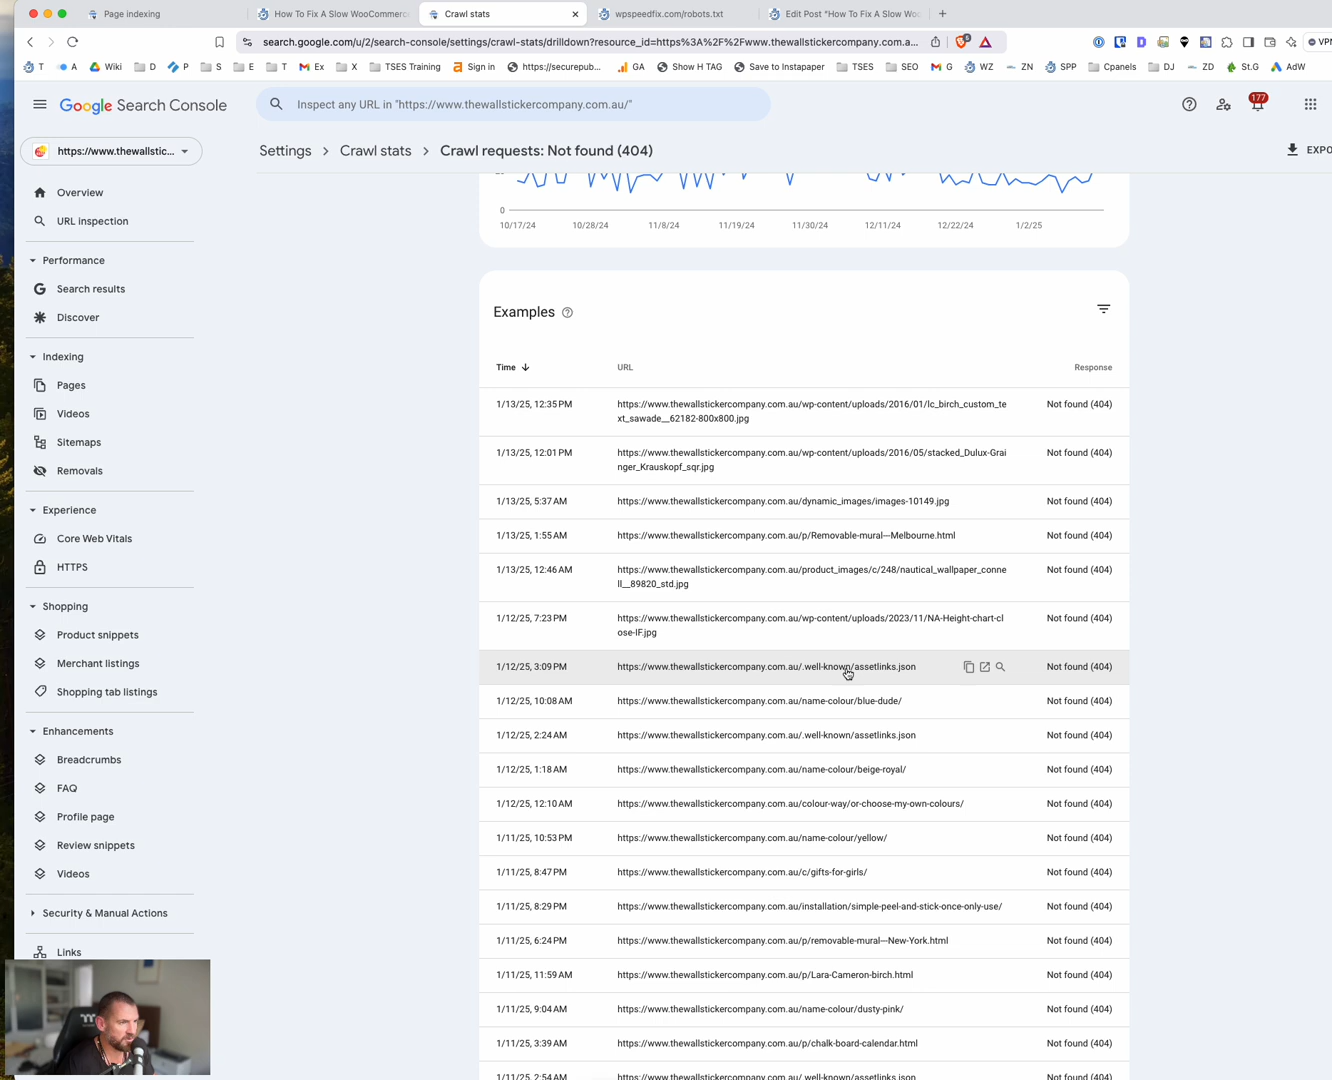 Page indexing
How To Fix A Slow WooCommerc
Crawl stats
wpspeedfix.com/robots.txt
Edit Post "How To Fix A Slow Woo
search.google.com/u/2/search-console/settings/crawl-stats/drilldown?resource_id=https%3A%2F%2Fwww.thewallstickercompany.com.a...
VPN
T
A
Wiki
D
P
S
E
T
Ex
X
TSES Training
Sign in
https://securepub...
GA
Show H TAG
Save to Instapaper
TSES
SEO
G
WZ
ZN
SPP
Cpanels
DJ
ZD
St.G
AdW
Google Search Console
Inspect any URL in "https://www.thewallstickercompany.com.au/"
177
https://www.thewallstic...
Settings > Crawl stats > Crawl requests: Not found (404)
EXPO
Overview
URL inspection
Performance
Search results
Discover
Indexing
Pages
Videos
Sitemaps
Removals
Experience
Core Web Vitals
HTTPS
Shopping
Product snippets
Merchant listings
Shopping tab listings
Enhancements
Breadcrumbs
FAQ
Profile page
Review snippets
Videos
Security & Manual Actions
Links
0
10/17/24 10/28/24 11/8/24 11/19/24 11/30/24 12/11/24 12/22/24 1/2/25
Examples
Time URL Response
1/13/25, 12:35 PM https://www.thewallstickercompany.com.au/wp-content/uploads/2016/01/lc_birch_custom_te Not found (404)
xt_sawade__62182-800x800.jpg
1/13/25, 12:01 PM https://www.thewallstickercompany.com.au/wp-content/uploads/2016/05/stacked_Dulux-Grai Not found (404)
nger_Krauskopf_sqr.jpg
1/13/25, 5:37 AM https://www.thewallstickercompany.com.au/dynamic_images/images-10149.jpg Not found (404)
1/13/25, 1:55 AM https://www.thewallstickercompany.com.au/p/Removable-mural---Melbourne.html Not found (404)
1/13/25, 12:46 AM https://www.thewallstickercompany.com.au/product_images/c/248/nautical_wallpaper_conne Not found (404)
ll__89820_std.jpg
1/12/25, 7:23 PM https://www.thewallstickercompany.com.au/wp-content/uploads/2023/11/NA-Height-chart-cl Not found (404)
ose-IF.jpg
1/12/25, 3:09 PM https://www.thewallstickercompany.com.au/.well-known/assetlinks.json Not found (404)
1/12/25, 10:08 AM https://www.thewallstickercompany.com.au/name-colour/blue-dude/ Not found (404)
1/12/25, 2:24 AM https://www.thewallstickercompany.com.au/.well-known/assetlinks.json Not found (404)
1/12/25, 1:18 AM https://www.thewallstickercompany.com.au/name-colour/beige-royal/ Not found (404)
1/12/25, 12:10 AM https://www.thewallstickercompany.com.au/colour-way/or-choose-my-own-colours/ Not found (404)
1/11/25, 10:53 PM https://www.thewallstickercompany.com.au/name-colour/yellow/ Not found (404)
1/11/25, 8:47 PM https://www.thewallstickercompany.com.au/c/gifts-for-girls/ Not found (404)
1/11/25, 8:29 PM https://www.thewallstickercompany.com.au/installation/simple-peel-and-stick-once-only-use/ Not found (404)
1/11/25, 6:24 PM https://www.thewallstickercompany.com.au/p/removable-mural---New-York.html Not found (404)
1/11/25, 11:59 AM https://www.thewallstickercompany.com.au/p/Lara-Cameron-birch.html Not found (404)
1/11/25, 9:04 AM https://www.thewallstickercompany.com.au/name-colour/dusty-pink/ Not found (404)
1/11/25, 3:39 AM https://www.thewallstickercompany.com.au/p/chalk-board-calendar.html Not found (404)
1/11/25, 2:54 AM https://www.thewallstickercompany.com.au/.well-known/assetlinks.json Not found (404)